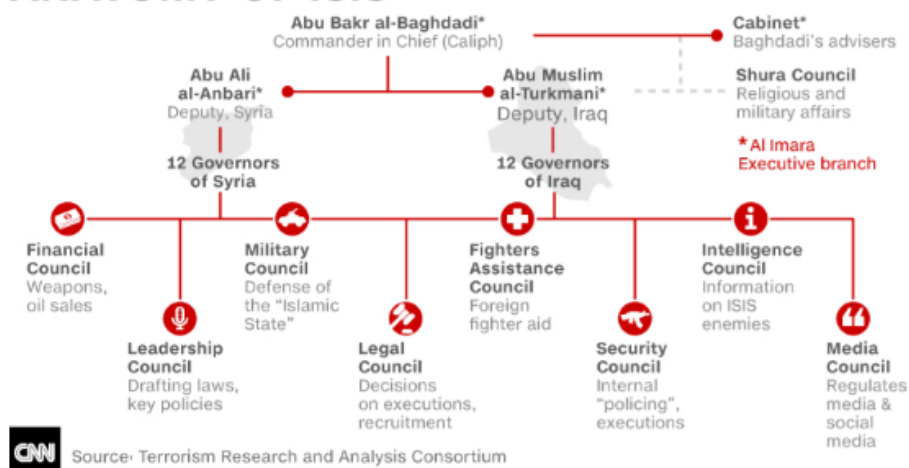 Abu Bakr al-Baghdadi*
Commander in Chief (Caliph)
Cabinet*
Baghdadi's advisers
Abu Ali
al-Anbari*
Deputy, Syria
Abu Muslim
al-Turkmani*
Deputy, Iraq
Shura Council
Religious and
military affairs
*Al Imara
Executive branch
12 Governors
of Syria
12 Governors
of Iraq
Financial
Council
Weapons,
oil sales
Military
Council
Defense of
the "Islamic
State"
Fighters
Assistance
Council
Foreign
fighter aid
Intelligence
Council
Information
on ISIS
enemies
Leadership
Council
Drafting laws,
key policies
Legal
Council
Decisions
on executions,
recruitment
Security
Council
Internal
"policing",
executions
Media
Council
Regulates
media &
social
media
CNN
Source: Terrorism Research and Analysis Consortium